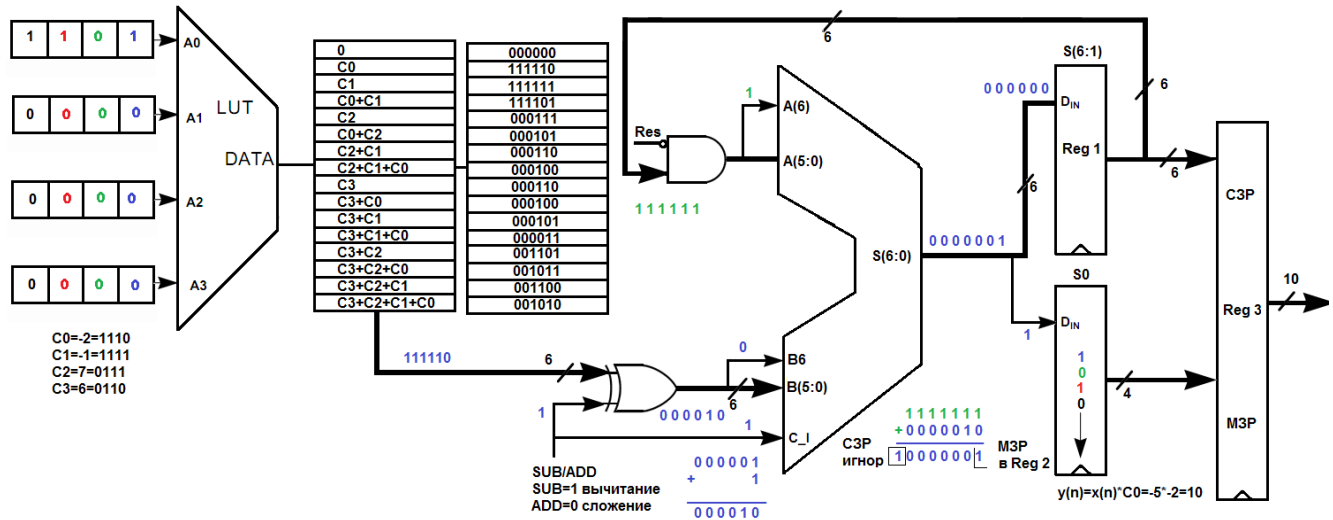 1 1 0 1
A0
0 0 0 0
A1
LUT
DATA
0 0 0 0
A2
0 0 0 0
A3
C0=-2=1110
C1=-1=1111
C2=7=0111
C3=6=0110
0 000000
C0 111110
C1 111111
C0+C1 111101
C2 000111
C0+C2 000101
C2+C1 000110
C2+C1+C0 000100
C3 000110
C3+C0 000100
C3+C1 000101
C3+C1+C0 000011
C3+C2 001101
C3+C2+C0 001011
C3+C2+C1 001100
C3+C2+C1+C0 001010
111110
6
1
SUB/ADD
SUB=1 вычитание
ADD=0 сложение
000010
6
0
1
000001
+ 1
000010
6
Res
1
111111
A(6)
A(5:0)
B6
B(5:0)
C_I
S(6:0)
0000001
1111111
+0000010
10000001
СЗР
игнор
МЗР
в Reg 2
000000
6
S(6:1)
DIN
Reg 1
6
6
S0
DIN
1
1
0
1
0
4
y(n)=x(n)*C0=-5*-2=10
СЗР
Reg 3
МЗР
10